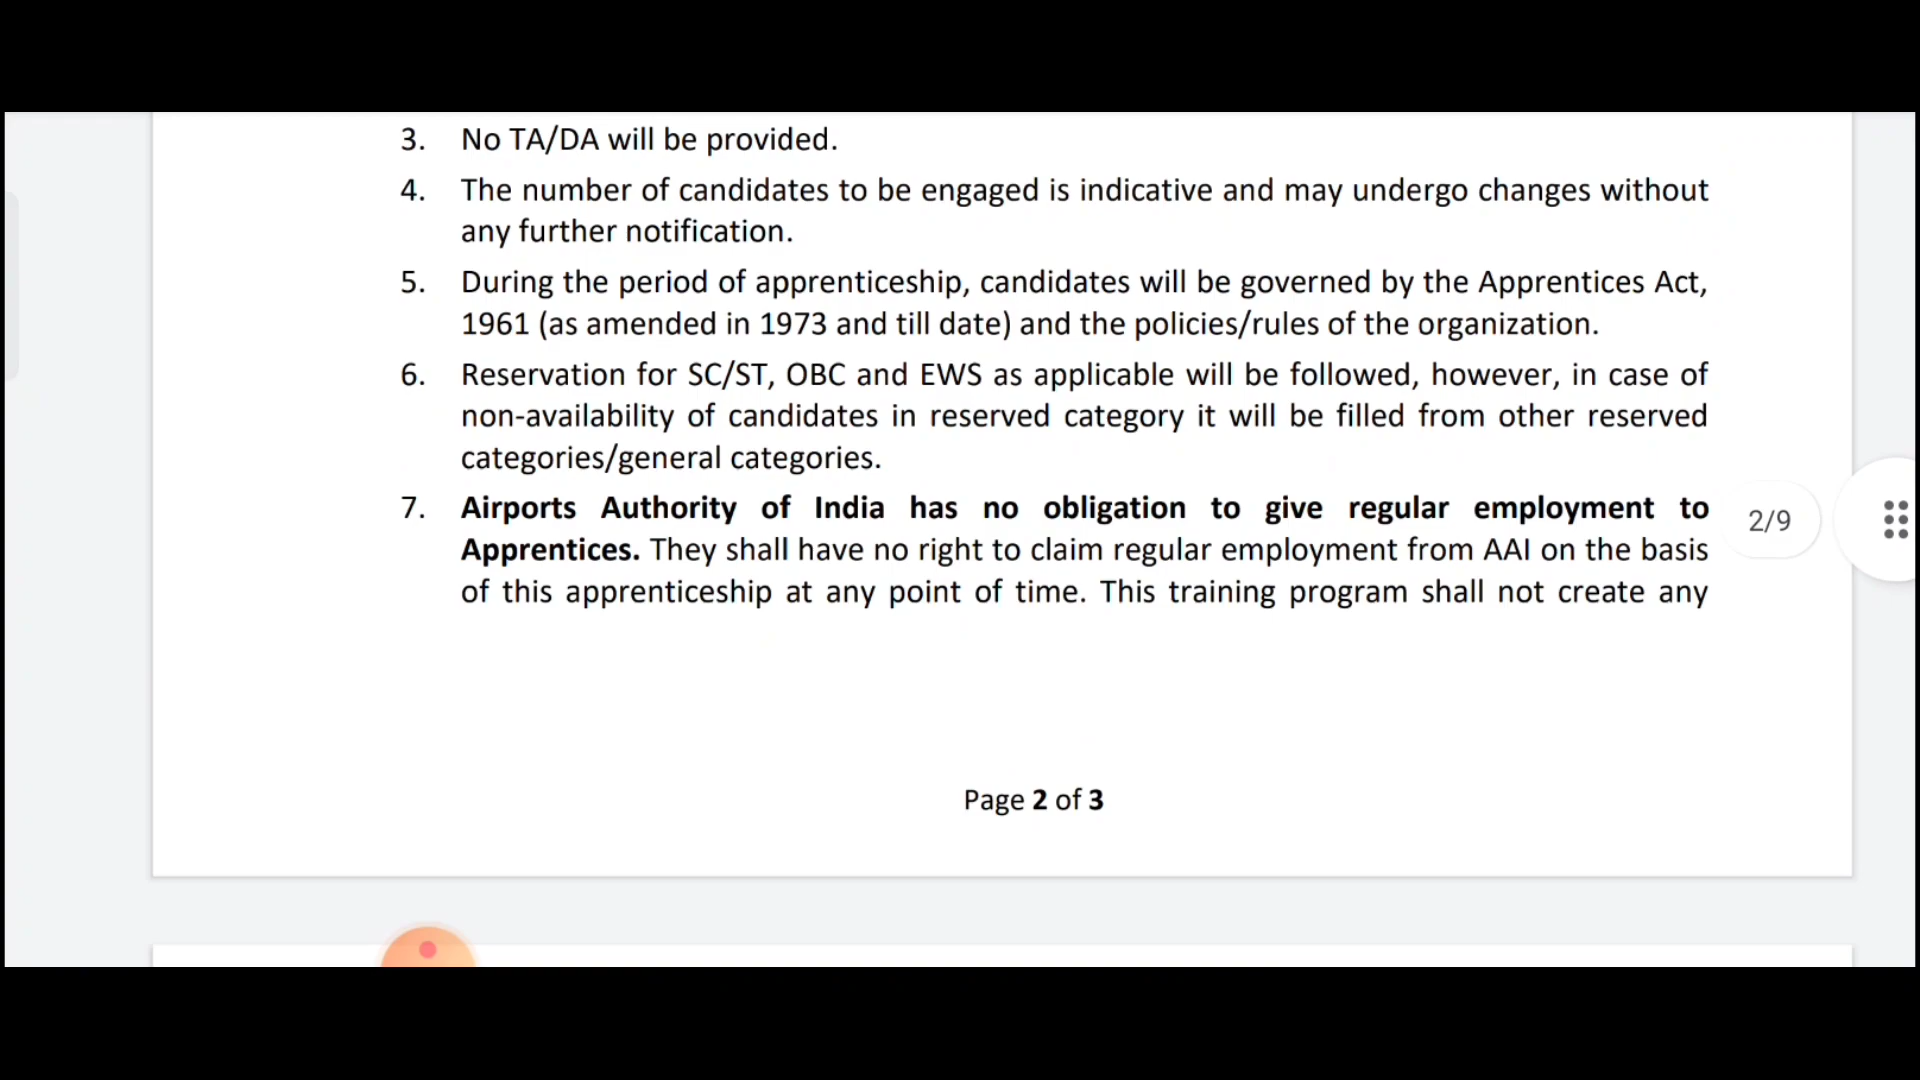 3. No TA/DA will be provided.
4. The number of candidates to be engaged is indicative and may undergo changes without
any further notification.
5. During the period of apprenticeship, candidates will be governed by the Apprentices Act,
1961 (as amended in 1973 and till date) and the policies/rules of the organization.
6. Reservation for SC/ST, OBC and EWS as applicable will be followed, however, in case of
non-availability of candidates in reserved category it will be filled from other reserved
categories/general categories.
7. Airports Authority of India has no obligation to give regular employment to
Apprentices. They shall have no right to claim regular employment from AAI on the basis
of this apprenticeship at any point of time. This training program shall not create any
2/9
Page 2 of 3